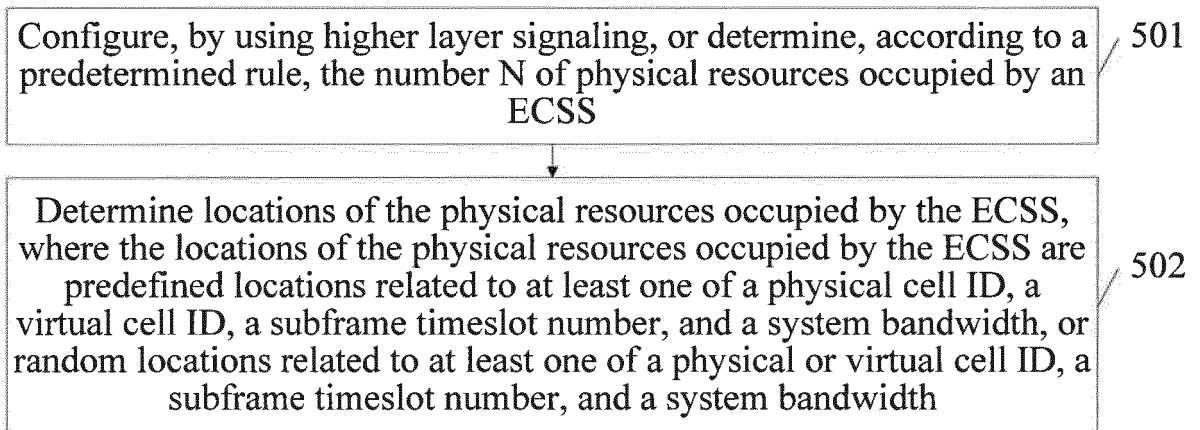 Configure, by using higher layer signaling, or determine, according to a
predetermined rule, the number N of physical resources occupied by an
ECSS
501
Determine locations of the physical resources occupied by the ECSS,
where the locations of the physical resources occupied by the ECSS are
predefined locations related to at least one of a physical cell ID, a
virtual cell ID, a subframe timeslot number, and a system bandwidth, or
random locations related to at least one of a physical or virtual cell ID, a
subframe timeslot number, and a system bandwidth
502